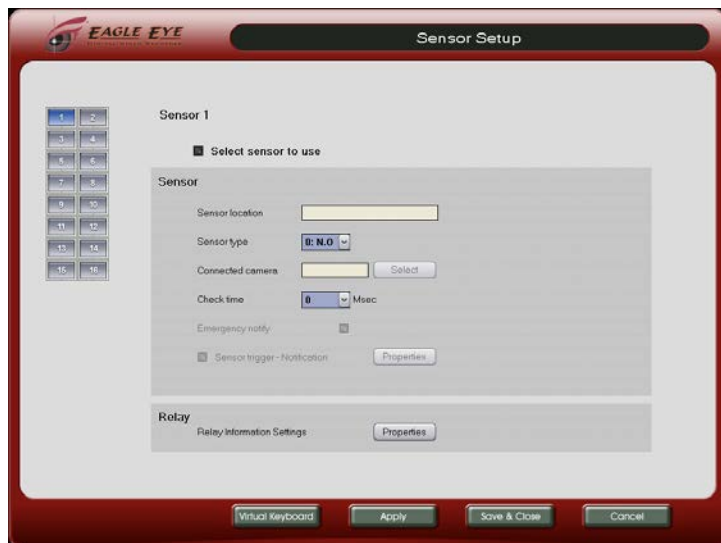 EAGLE EYE
Sensor Setup
1 2
3 4
5 6
7 8
9 10
11 12
13 14
15 16
Sensor 1
Select sensor to use
Sensor
Sensor location
Sensor type 0: N.O
Connected camera Select
Check time 0 Msec
Emergency notify
Sensor trigger - Notification Properties
Relay
Relay Information Settings Properties
Virtual Keyboard Apply Save & Close Cancel